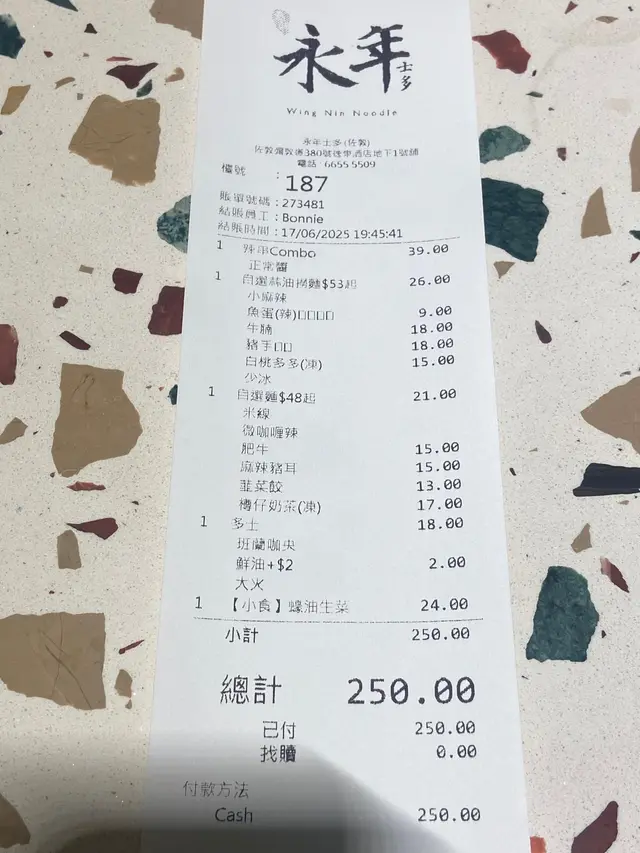 永年士多
Wing Nin Noodle
永年士多(佐敦)
佐敦彌敦道380號逸東酒店地下1號舖
電話 : 6655 5509
檯號 : 187
賬單號碼 : 273481
結賬員工 : Bonnie
結賬時間 : 17/06/2025 19:45:41
1 辣串Combo 39.00
正常醬
1 自選蔴油撈麵$53起 26.00
小麻辣
魚蛋(辣)□□□□ 9.00
牛腩 18.00
豬手□□ 18.00
白桃多多(凍) 15.00
少冰
1 自選麵$48起 21.00
米線
微咖喱辣
肥牛 15.00
麻辣豬耳 15.00
韮菜餃 13.00
樽仔奶茶(凍) 17.00
1 多士 18.00
班蘭咖央
鮮油+$2 2.00
大火
1 【小食】蠔油生菜 24.00
小計 250.00
總計 250.00
已付 250.00
找贖 0.00
付款方法
Cash 250.00